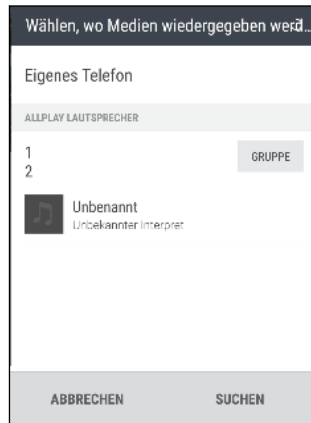 Wählen, wo Medien wiedergegeben werd...
Eigenes Telefon
ALLPLAY LAUTSPRECHER
1
2
GRUPPE
Unbenannt
Unbekannter Interpret
ABBRECHEN
SUCHEN